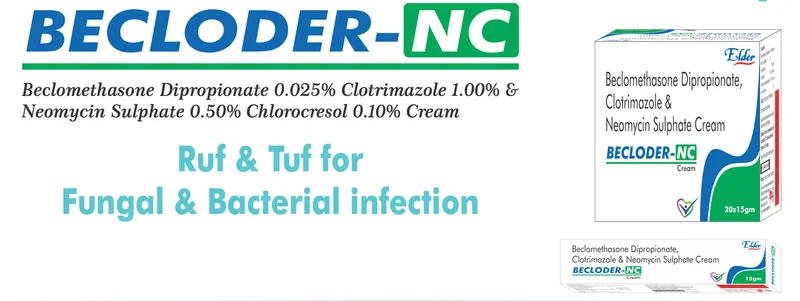 BECLODER-NC
Beclomethasone Dipropionate 0.025% Clotrimazole 1.00% &
Neomycin Sulphate 0.50% Chlorocresol 0.10% Cream
Ruf & Tuf for
Fungal & Bacterial infection
Elder
Beclomethasone Dipropionate,
Clotrimazole &
Neomycin Sulphate Cream
BECLODER-NC
Cream
20x15gm
Elder
Beclomethasone Dipropionate,
Clotrimazole & Neomycin Sulphate Cream
BECLODER-NC
Cream
15gm